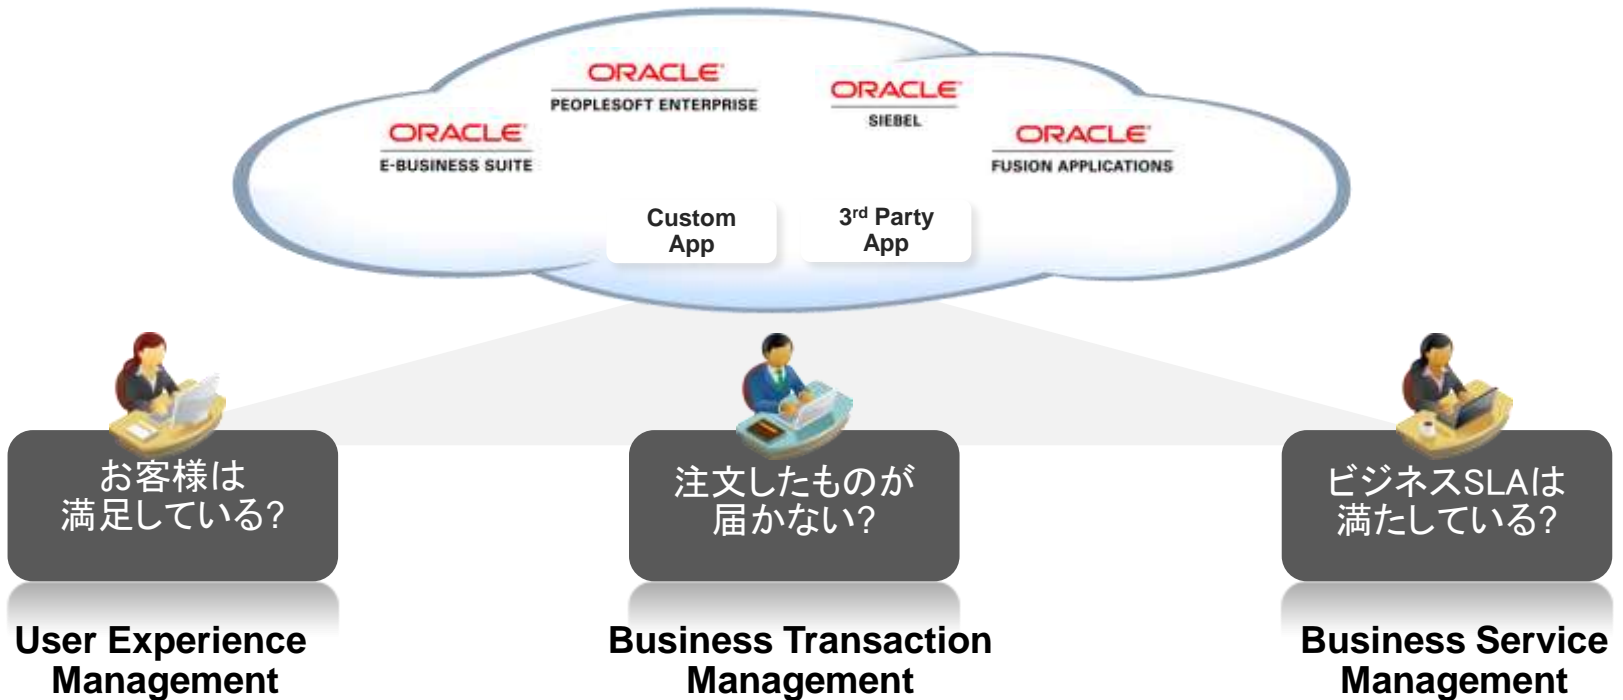 ORACLE
PEOPLESOFT ENTERPRISE
ORACLE
SIEBEL
ORACLE
E-BUSINESS SUITE
ORACLE
FUSION APPLICATIONS
Custom
App
3rd Party
App
お客様は
満足している?
注文したものが
届かない?
ビジネスSLAは
満たしている?
User Experience
Management
Business Transaction
Management
Business Service
Management